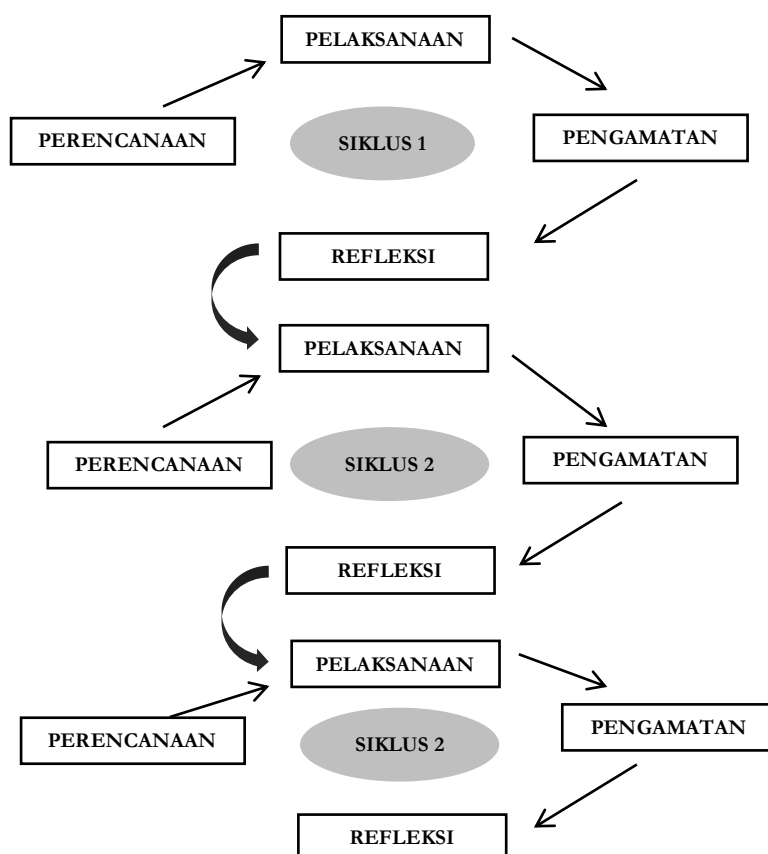 PELAKSANAAN
PERENCANAAN
SIKLUS 1
PENGAMATAN
REFLEKSI
PELAKSANAAN
PERENCANAAN
SIKLUS 2
PENGAMATAN
REFLEKSI
PELAKSANAAN
PERENCANAAN
SIKLUS 2
PENGAMATAN
REFLEKSI